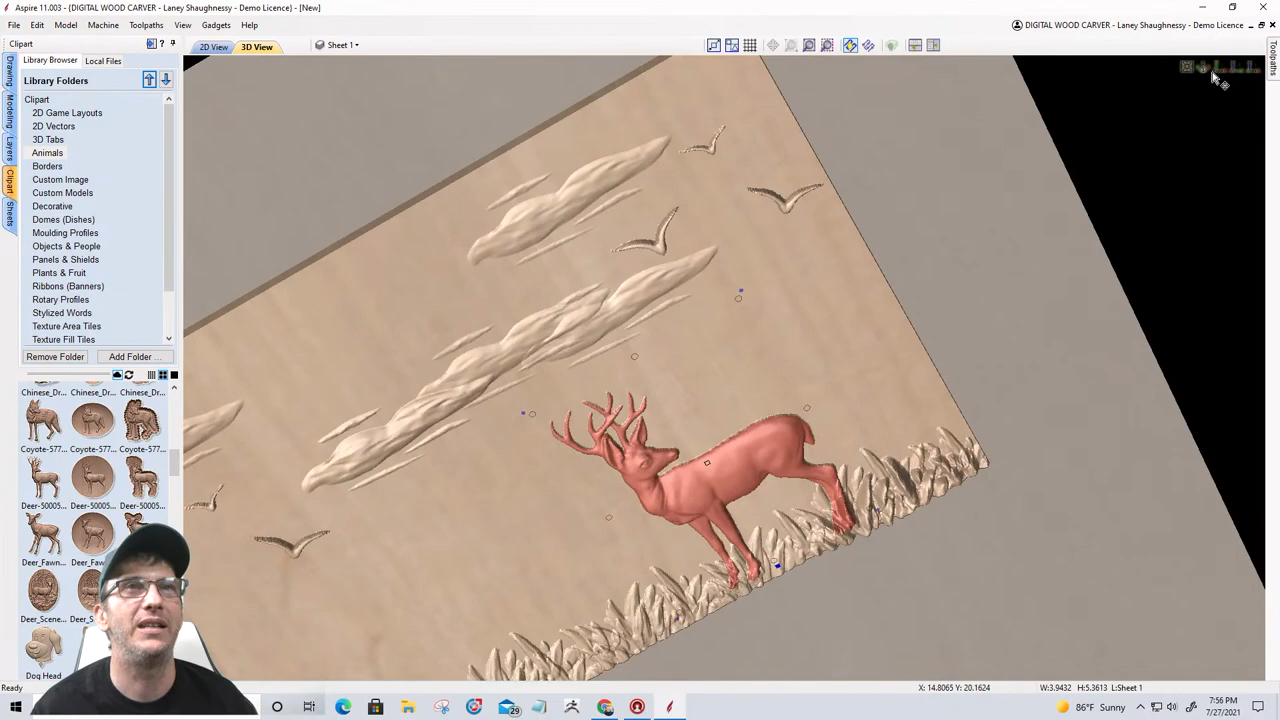 Aspire 11.003 - (DIGITAL WOOD CARVER - Laney Shaughnessy - Demo Licence) - [New]
File Edit Model Machine Toolpaths View Gadgets Help
DIGITAL WOOD CARVER - Laney Shaughnessy - Demo Licence
Clipart
2D View 3D View Sheet 1
Library Browser Local Files
Library Folders
Drawing
Modeling
Layers
Clipart
Sheets
Toolpaths
Clipart
2D Game Layouts
2D Vectors
3D Tabs
Animals
Borders
Custom Image
Custom Models
Decorative
Domes (Dishes)
Moulding Profiles
Objects & People
Panels & Shields
Plants & Fruit
Ribbons (Banners)
Rotary Profiles
Stylized Words
Texture Area Tiles
Texture Fill Tiles
Remove Folder Add Folder ...
Chinese_Dr... Chinese_Dr... Chinese_Dr...
Coyote-577... Coyote-577... Coyote-577...
Deer-50005... Deer-50005... Deer-50005...
Deer_Fawn... Deer_Fawn...
Deer_Scene...
Dog Head
Ready
X: 14.8065 Y: 20.1624
W:3.9432 H:5.3613 L:Sheet 1
29
86°F Sunny
7:56 PM
7/27/2021